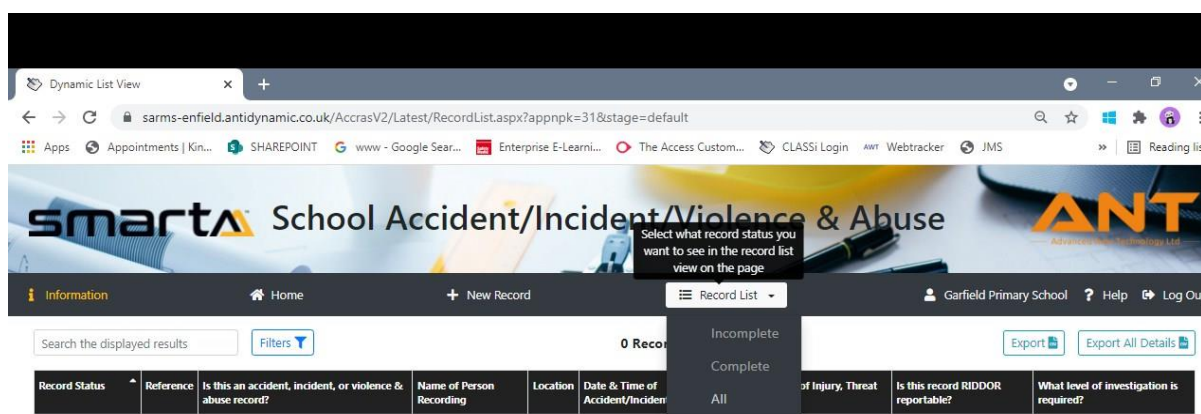 Dynamic List View
sarms-enfield.antidynamic.co.uk/AccrasV2/Latest/RecordList.aspx?appnpk=31&stage=default
Apps Appointments | Kin... SHAREPOINT www - Google Sear... Enterprise E-Learni... The Access Custom... CLASSi Login AWT Webtracker JMS » Reading lis
smarta School Accident/Incident/Violence & Abuse ANT
Select what record status you
want to see in the record list
view on the page
Information Home + New Record Record List Garfield Primary School ? Help Log Ou
Search the displayed results Filters 0 Recor Export Export All Details
Incomplete
Complete
All
Record Status Reference Is this an accident, incident, or violence &
abuse record? Name of Person
Recording Location Date & Time of
Accident/Inciden of Injury, Threat Is this record RIDDOR
reportable? What level of investigation is
required?